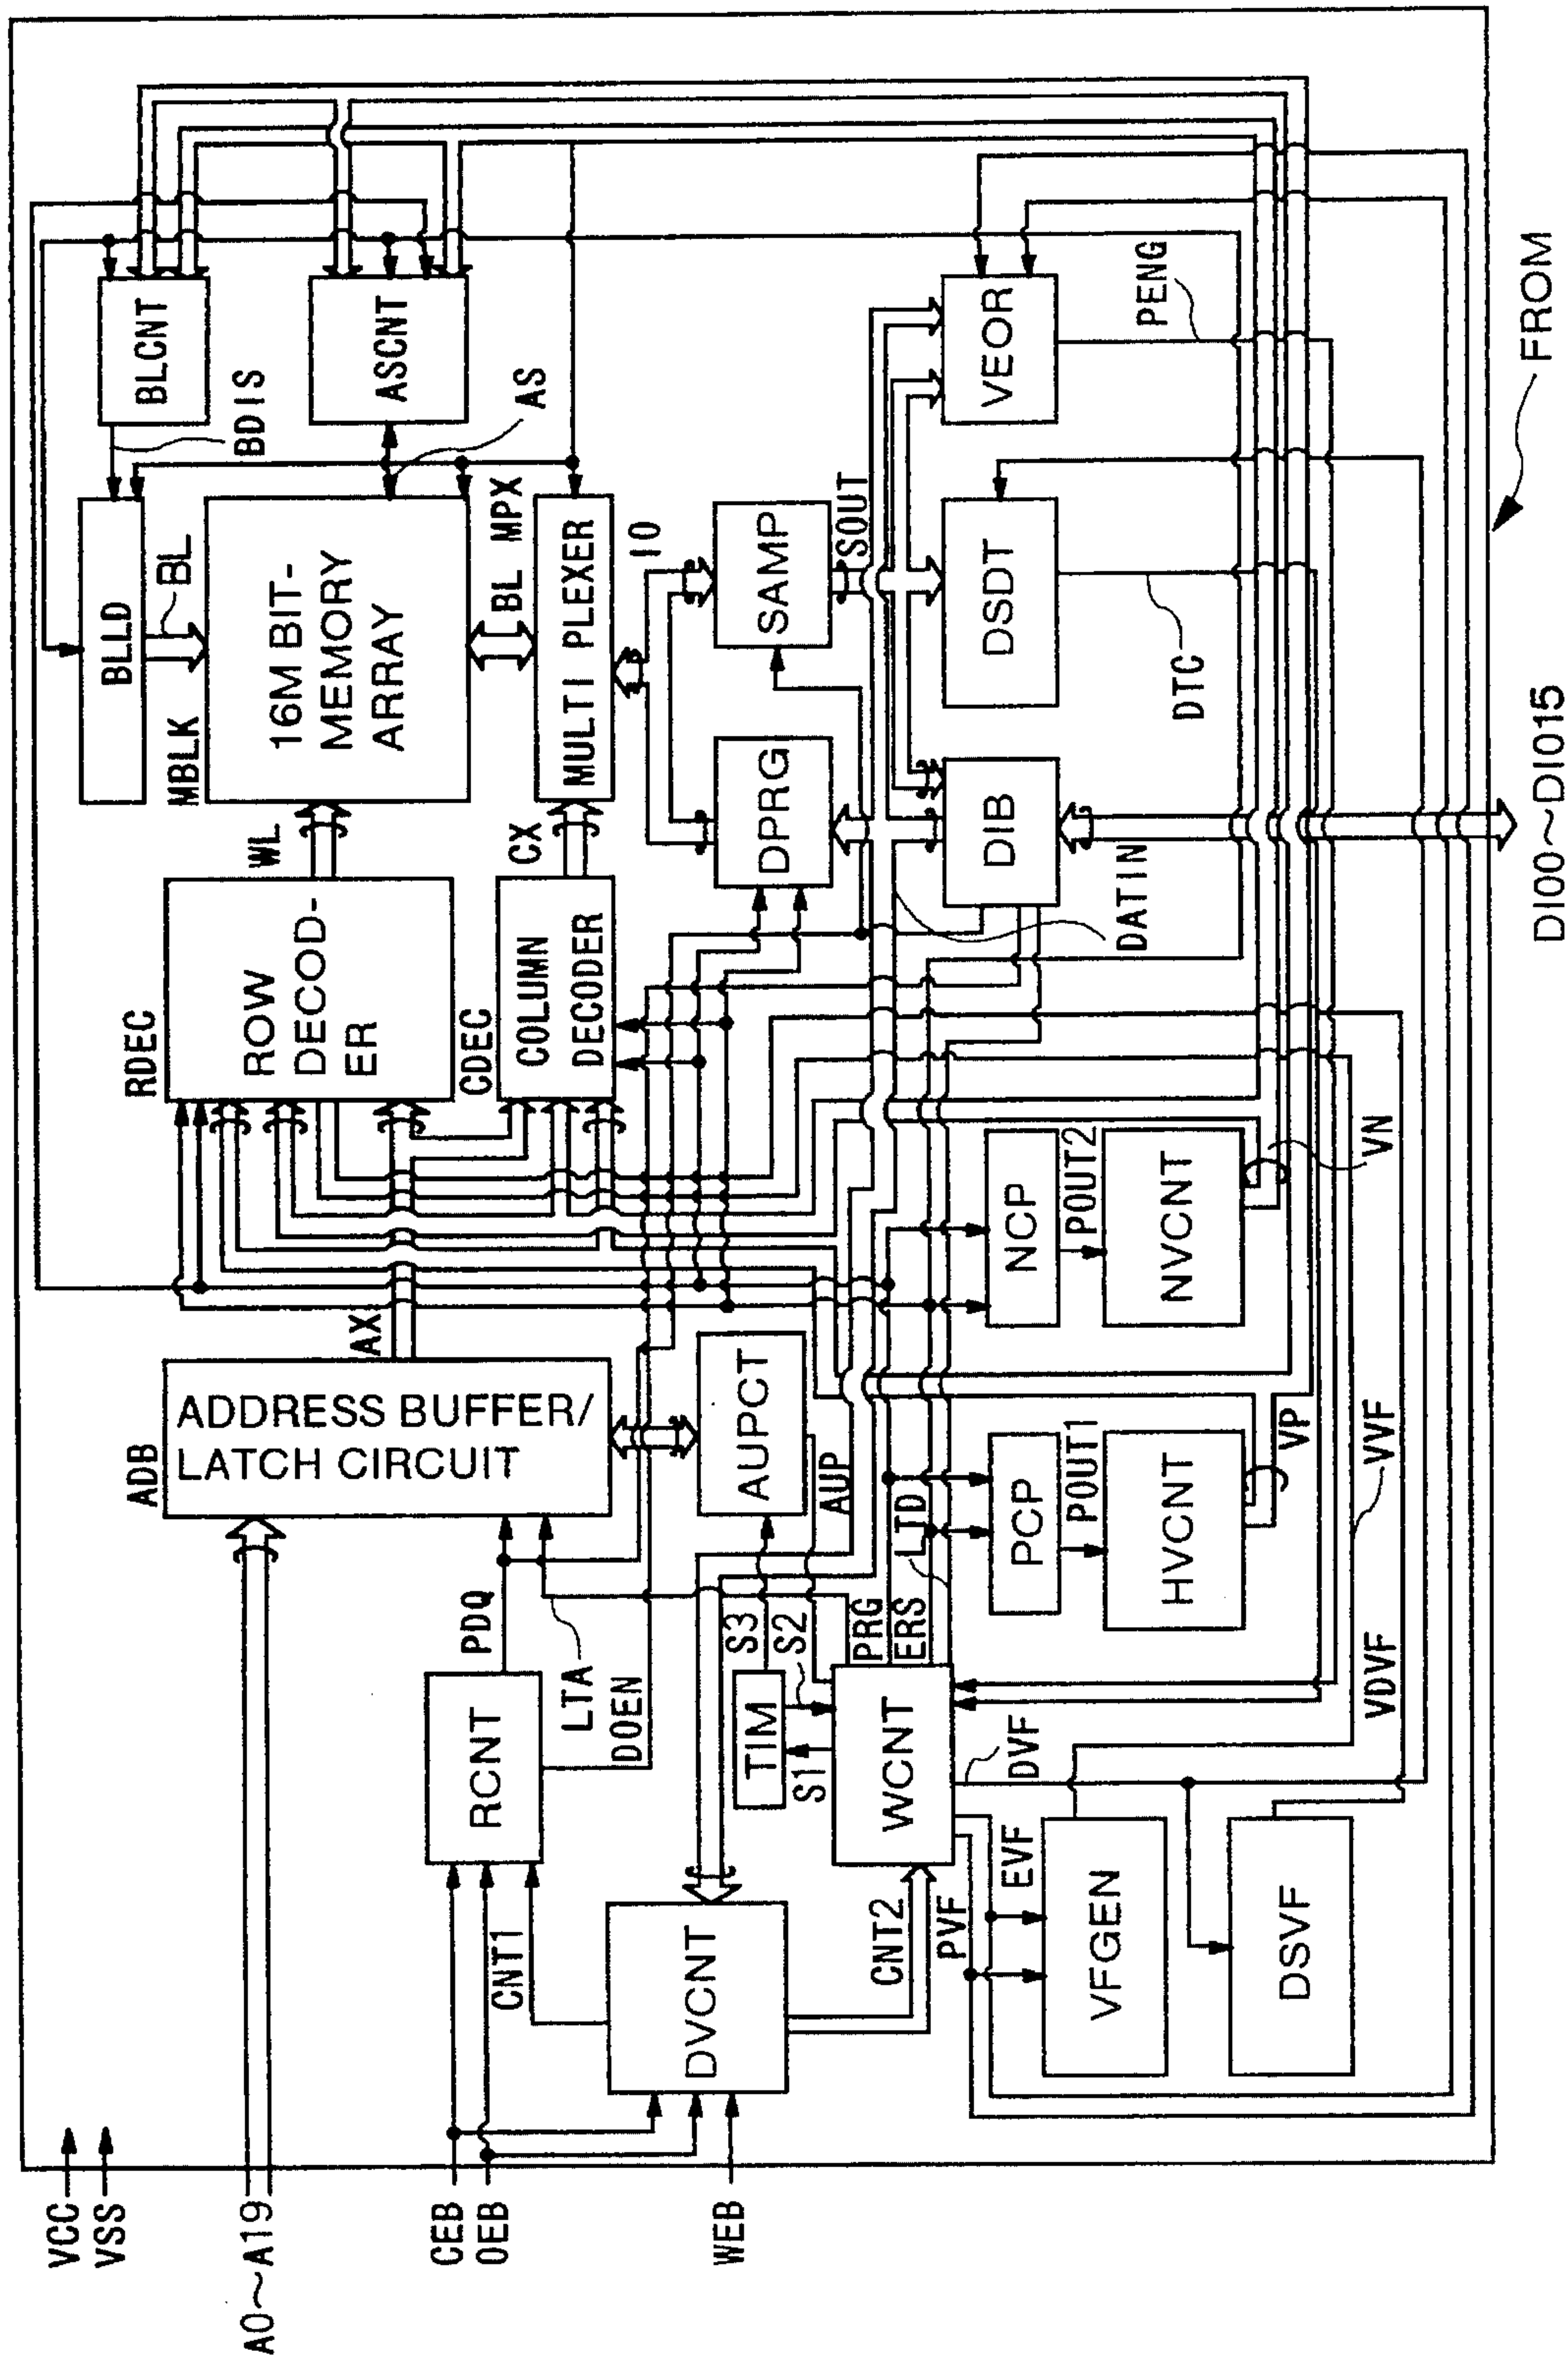 VCC
VSS
A0~A19
CEB
OEB
WEB
ADB
ADDRESS BUFFER/
LATCH CIRCUIT
AX
RDEC
ROW
DECOD-
ER
WL
MBLK
BLLD
BL
16M BIT-
MEMORY
ARRAY
BDIS
BLCNT
ASCNT
AS
CDEC
COLUMN
DECODER
CX
BL MPX
MULTI PLEXER
IO
RCNT
PDQ
LTA
DOEN
CNT1
AUPCT
AUP
S3
S2
S1
TIM
DPRG
SAMP
SOUT
DVCNT
CNT2
WCNT
PRG
ERS
LTD
PVF
EVF
DVF
DIB
DATIN
DSDT
DTC
VEOR
PENG
PCP
POUT1
HVCNT
VP
NCP
POUT2
NVCNT
VN
VFGEN
DSVF
VDVF
VVF
DI00~DI015
FROM